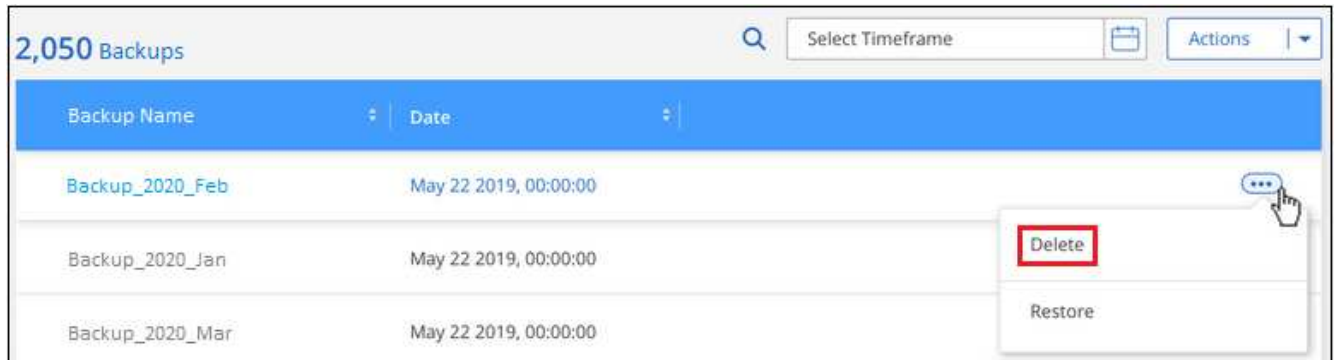 2,050 Backups
Select Timeframe
Actions
Backup Name
Date
Backup_2020_Feb
May 22 2019, 00:00:00
Delete
Backup_2020_Jan
May 22 2019, 00:00:00
Restore
Backup_2020_Mar
May 22 2019, 00:00:00